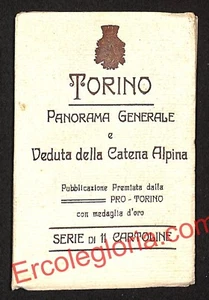 TORINO
PANORAMA GENERALE
e
Veduta della Catena Alpina
Pubblicazione Premiata dalla
PRO - TORINO
con medaglia d'oro
SERIE DI 11 CARTOLINE
Ercolegloria.com